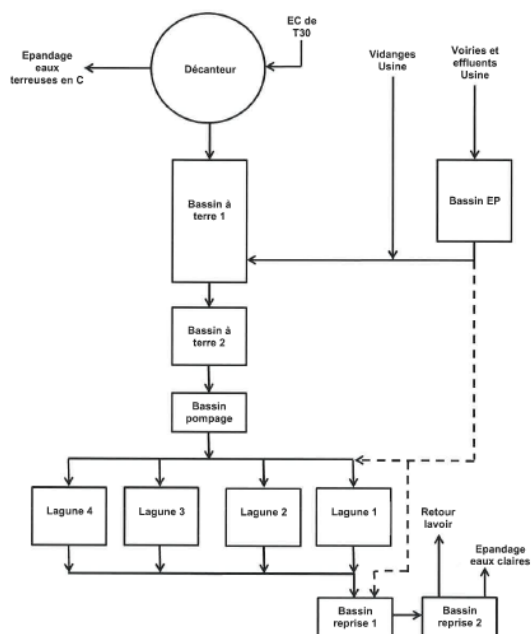 EC de
T30
Epandage
eaux
terreuses en C
Décanteur
Vidanges
Usine
Voiries et
effluents
Usine
Bassin à
terre 1
Bassin EP
Bassin à
terre 2
Bassin
pompage
Lagune 4
Lagune 3
Lagune 2
Lagune 1
Retour
lavoir
Epandage
eaux claires
Bassin
reprise 1
Bassin
reprise 2